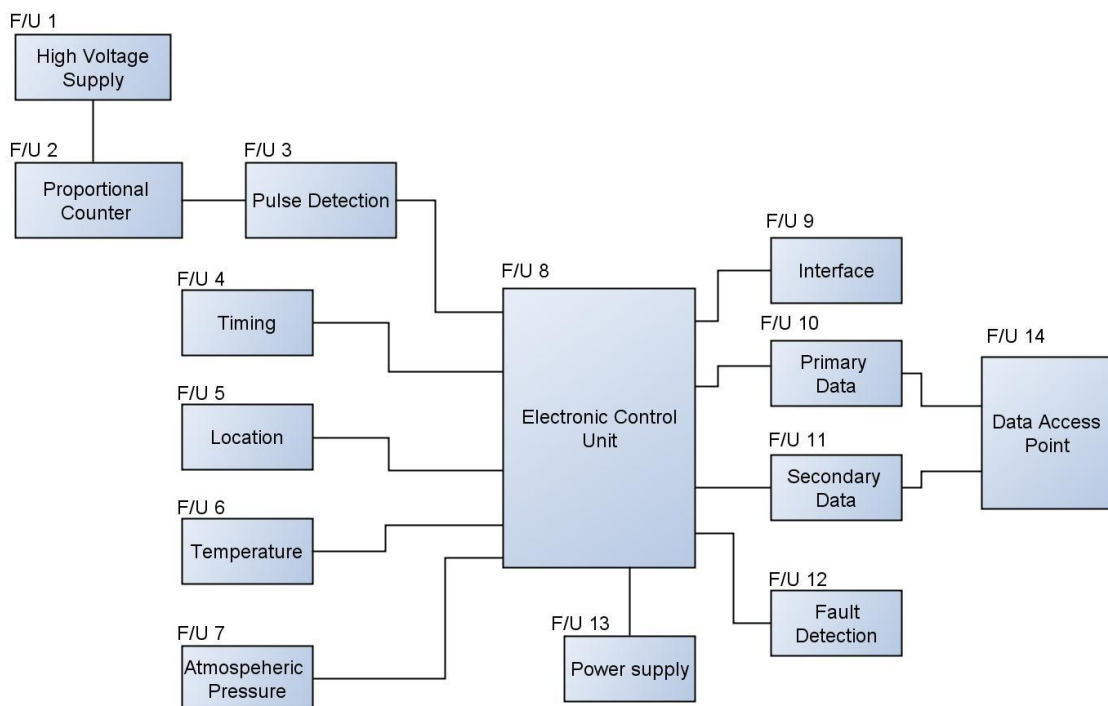 F/U 1
High Voltage
Supply
F/U 2
Proportional
Counter
F/U 3
Pulse Detection
F/U 4
Timing
F/U 5
Location
F/U 6
Temperature
F/U 7
Atmospeheric
Pressure
F/U 8
Electronic Control
Unit
F/U 9
Interface
F/U 10
Primary
Data
F/U 11
Secondary
Data
F/U 12
Fault
Detection
F/U 13
Power supply
F/U 14
Data Access
Point